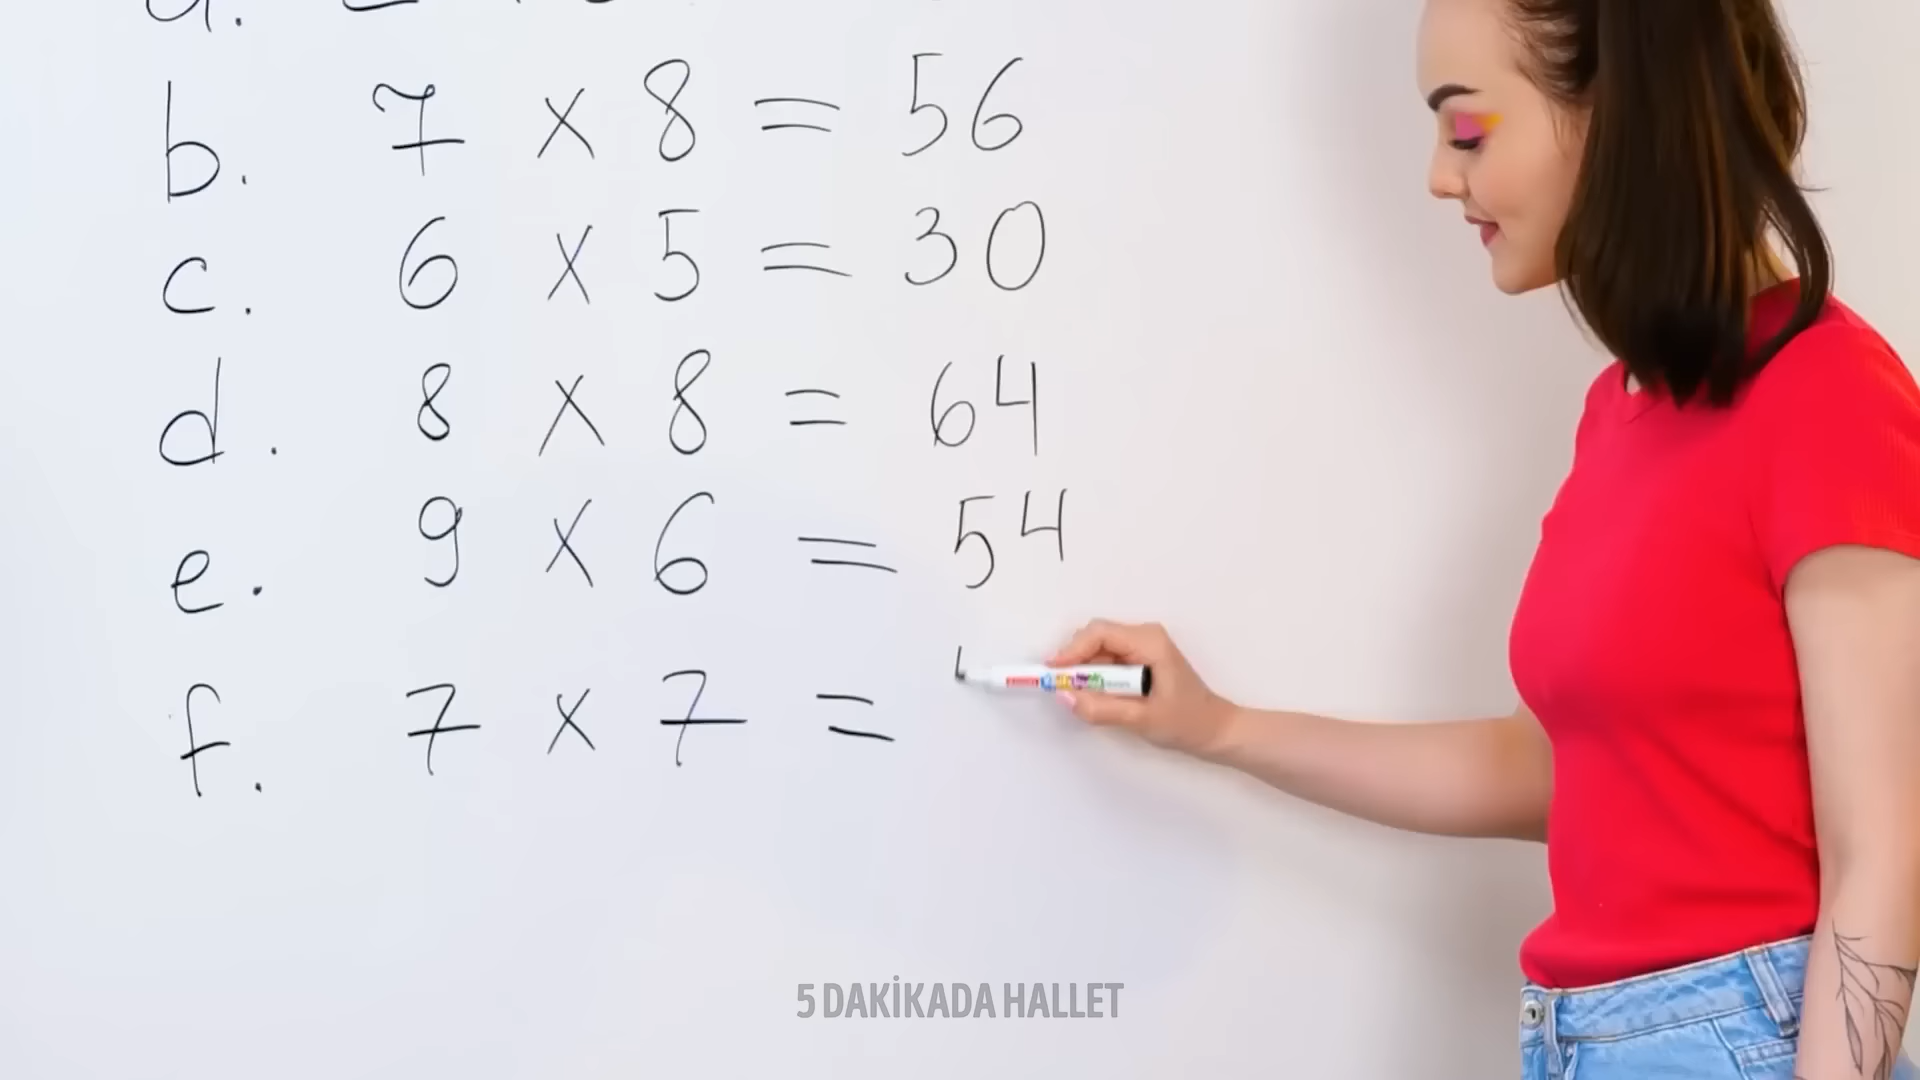 b. 7 x 8 = 56
c. 6 x 5 = 30
d. 8 x 8 = 64
e. 9 x 6 = 54
f. 7 x 7 =
5 DAKİKADA HALLET